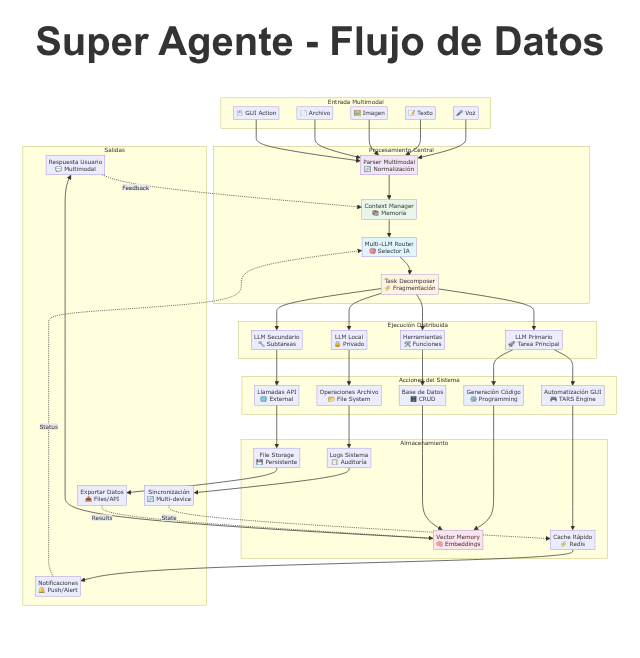 Super Agente - Flujo de Datos
Entrada Multimodal
🖱️ GUI Action
📄 Archivo
🖼️ Imagen
📝 Texto
🎤 Voz
Salidas
Respuesta Usuario
💬 Multimodal
Feedback
Procesamiento Central
Parser Multimodal
🔄 Normalización
Context Manager
📚 Memoria
Multi-LLM Router
🎯 Selector IA
Task Decomposer
⚡ Fragmentación
Ejecución Distribuida
LLM Secundario
🔧 Subtareas
LLM Local
🔒 Privado
Herramientas
🛠️ Funciones
LLM Primario
🚀 Tarea Principal
Acciones del Sistema
Llamadas API
🌐 External
Operaciones Archivo
📂 File System
Base de Datos
🗄️ CRUD
Generación Código
⚙️ Programming
Automatización GUI
🎮 TARS Engine
Status
Almacenamiento
File Storage
💾 Persistente
Logs Sistema
📋 Auditoría
Exportar Datos
📤 Files/API
Sincronización
🔄 Multi-device
Results
State
Vector Memory
🧠 Embeddings
Cache Rápido
⚡ Redis
Notificaciones
🔔 Push/Alert